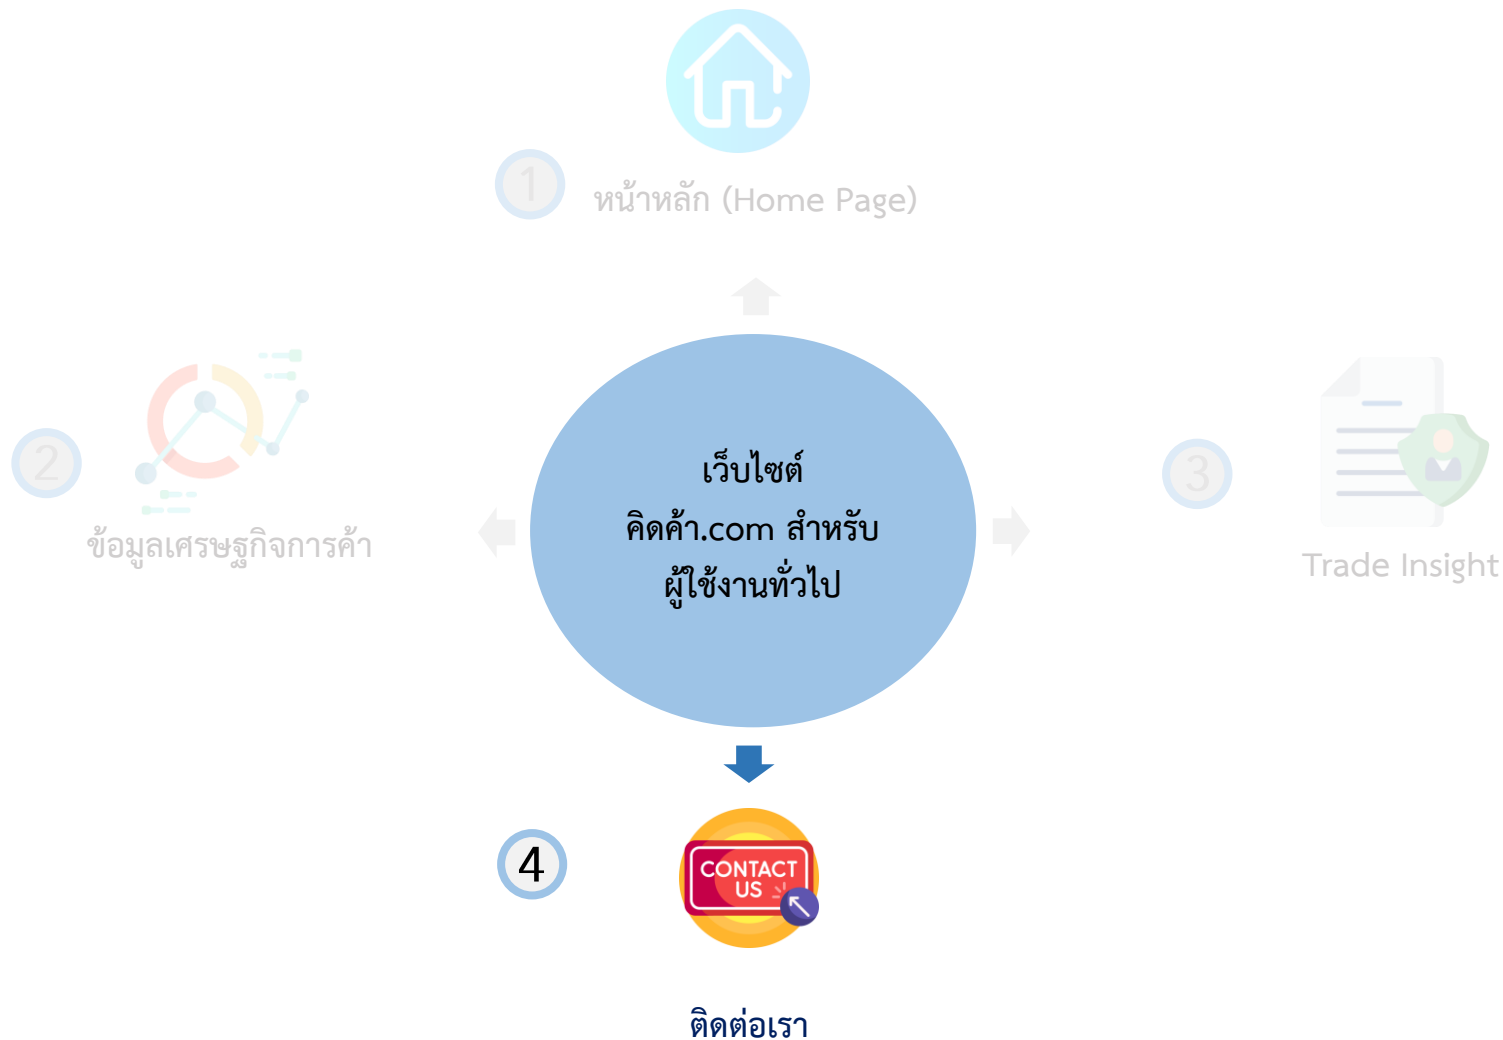 1
หน้าหลัก (Home Page)
2
ข้อมูลเศรษฐกิจการค้า
เว็บไซต์
คิดค้า.com สำหรับ
ผู้ใช้งานทั่วไป
3
Trade Insight
4
CONTACT
US
ติดต่อเรา